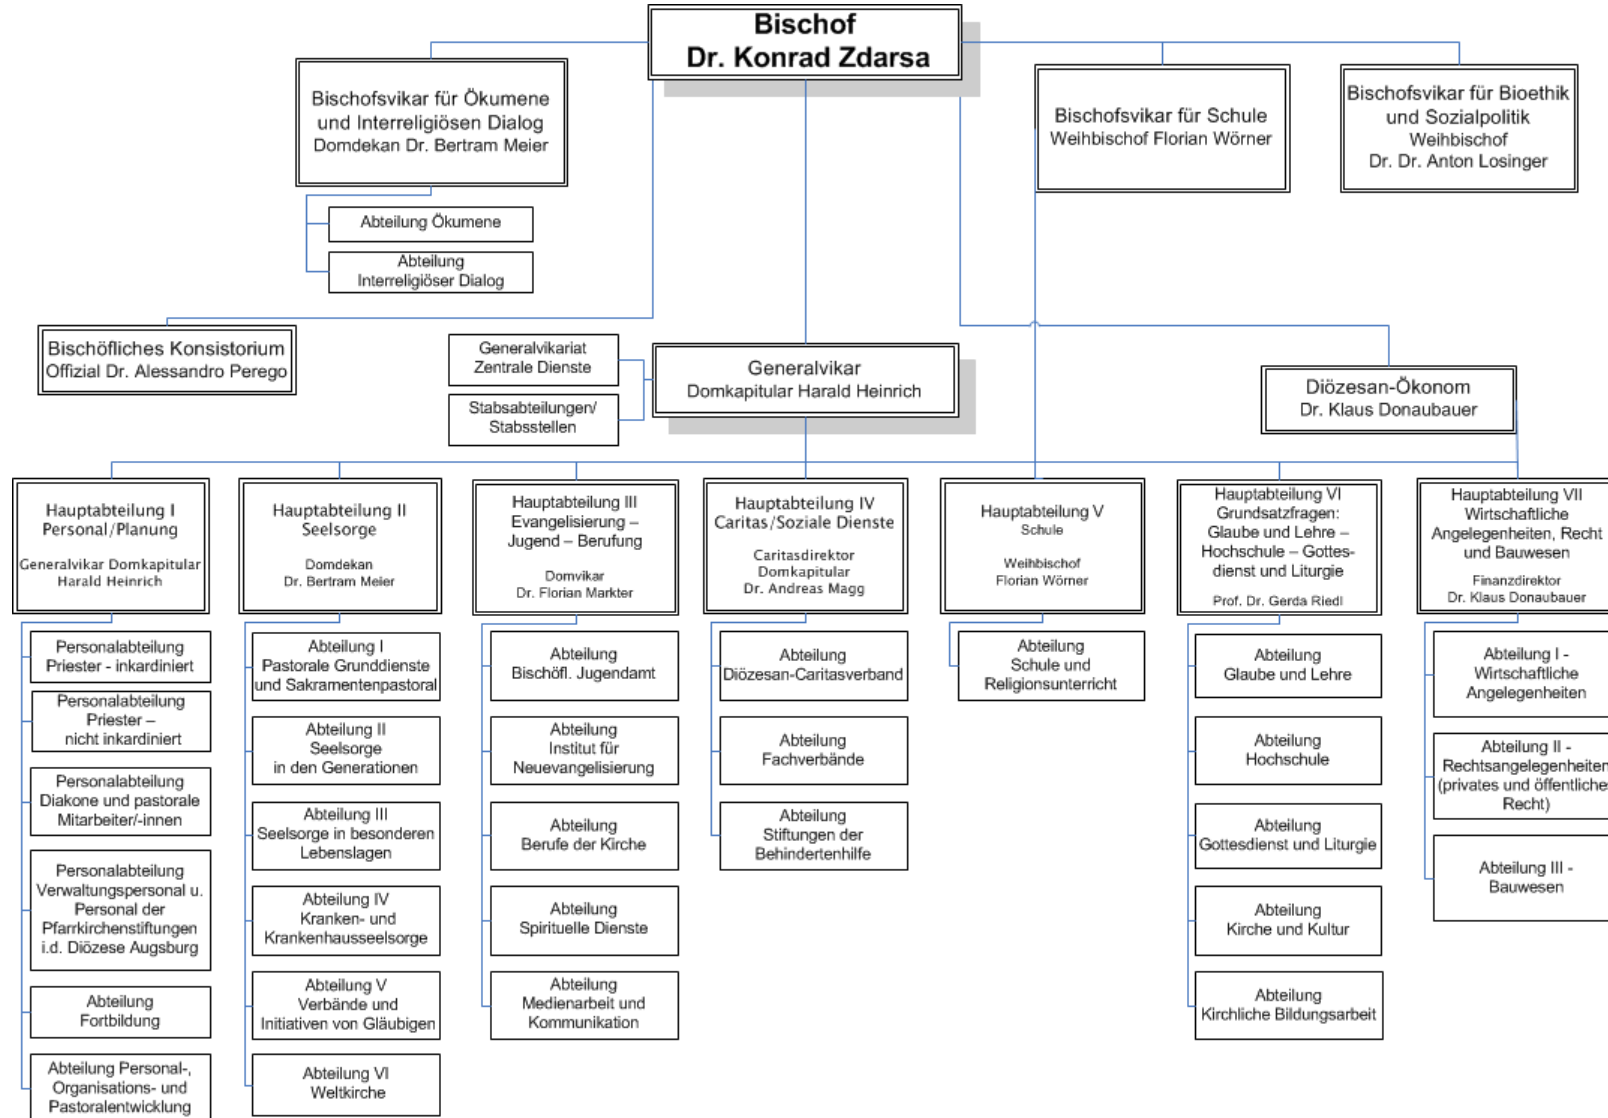 Bischof
Dr. Konrad Zdarsa
Bischofsvikar für Ökumene
und Interreligiösen Dialog
Domdekan Dr. Bertram Meier
Bischofsvikar für Schule
Weihbischof Florian Wörner
Bischofsvikar für Bioethik
und Sozialpolitik
Weihbischof
Dr. Dr. Anton Losinger
Abteilung Ökumene
Abteilung
Interreligiöser Dialog
Bischöfliches Konsistorium
Offizial Dr. Alessandro Perego
Generalvikariat
Zentrale Dienste
Stabsabteilungen/
Stabsstellen
Generalvikar
Domkapitular Harald Heinrich
Diözesan-Ökonom
Dr. Klaus Donaubauer
Hauptabteilung I
Personal/Planung
Generalvikar Domkapitular
Harald Heinrich
Hauptabteilung II
Seelsorge
Domdekan
Dr. Bertram Meier
Hauptabteilung III
Evangelisierung –
Jugend – Berufung
Domvikar
Dr. Florian Markter
Hauptabteilung IV
Caritas/Soziale Dienste
Caritasdirektor
Domkapitular
Dr. Andreas Magg
Hauptabteilung V
Schule
Weihbischof
Florian Wörner
Hauptabteilung VI
Grundsatzfragen:
Glaube und Lehre –
Hochschule – Gottes-
dienst und Liturgie
Prof. Dr. Gerda Riedl
Hauptabteilung VII
Wirtschaftliche
Angelegenheiten, Recht
und Bauwesen
Finanzdirektor
Dr. Klaus Donaubauer
Personalabteilung
Priester - inkardiniert
Personalabteilung
Priester –
nicht inkardiniert
Personalabteilung
Diakone und pastorale
Mitarbeiter/-innen
Personalabteilung
Verwaltungspersonal u.
Personal der
Pfarrkirchenstiftungen
i.d. Diözese Augsburg
Abteilung
Fortbildung
Abteilung Personal-,
Organisations- und
Pastoralentwicklung
Abteilung I
Pastorale Grunddienste
und Sakramentenpastoral
Abteilung II
Seelsorge
in den Generationen
Abteilung III
Seelsorge in besonderen
Lebenslagen
Abteilung IV
Kranken- und
Krankenhausseelsorge
Abteilung V
Verbände und
Initiativen von Gläubigen
Abteilung VI
Weltkirche
Abteilung
Bischöfl. Jugendamt
Abteilung
Institut für
Neuevangelisierung
Abteilung
Berufe der Kirche
Abteilung
Spirituelle Dienste
Abteilung
Medienarbeit und
Kommunikation
Abteilung
Diözesan-Caritasverband
Abteilung
Fachverbände
Abteilung
Stiftungen der
Behindertenhilfe
Abteilung
Schule und
Religionsunterricht
Abteilung
Glaube und Lehre
Abteilung
Hochschule
Abteilung
Gottesdienst und Liturgie
Abteilung
Kirche und Kultur
Abteilung
Kirchliche Bildungsarbeit
Abteilung I -
Wirtschaftliche
Angelegenheiten
Abteilung II -
Rechtsangelegenheiten
(privates und öffentliches
Recht)
Abteilung III -
Bauwesen